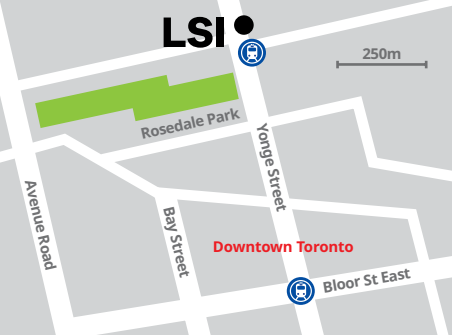 LSI
250m
Rosedale Park
Yonge Street
Avenue Road
Bay Street
Downtown Toronto
Bloor St East